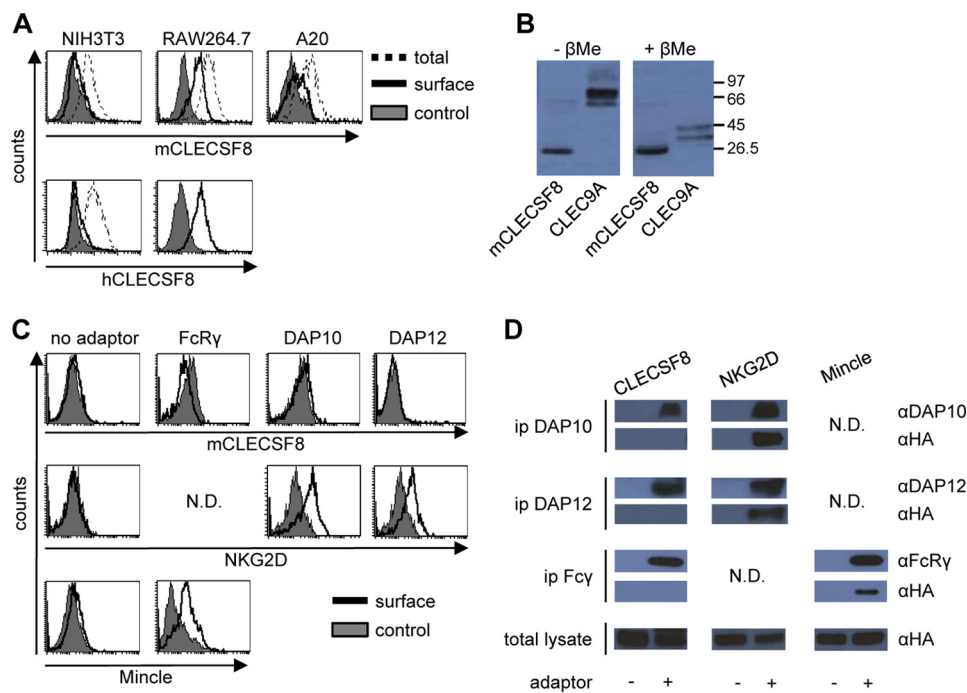 A
NIH3T3 RAW264.7 A20
total
surface
control
counts
mCLECSF8
hCLECSF8
B
- βMe + βMe
97
66
45
26.5
mCLECSF8 CLEC9A mCLECSF8 CLEC9A
C
no adaptor FcRγ DAP10 DAP12
counts
mCLECSF8
N.D.
NKG2D
surface
control
Mincle
D
CLECSF8 NKG2D Mincle
ip DAP10 N.D. αDAP10
αHA
ip DAP12 N.D. αDAP12
αHA
ip Fcγ N.D. αFcRγ
αHA
total lysate αHA
adaptor - + - + - +